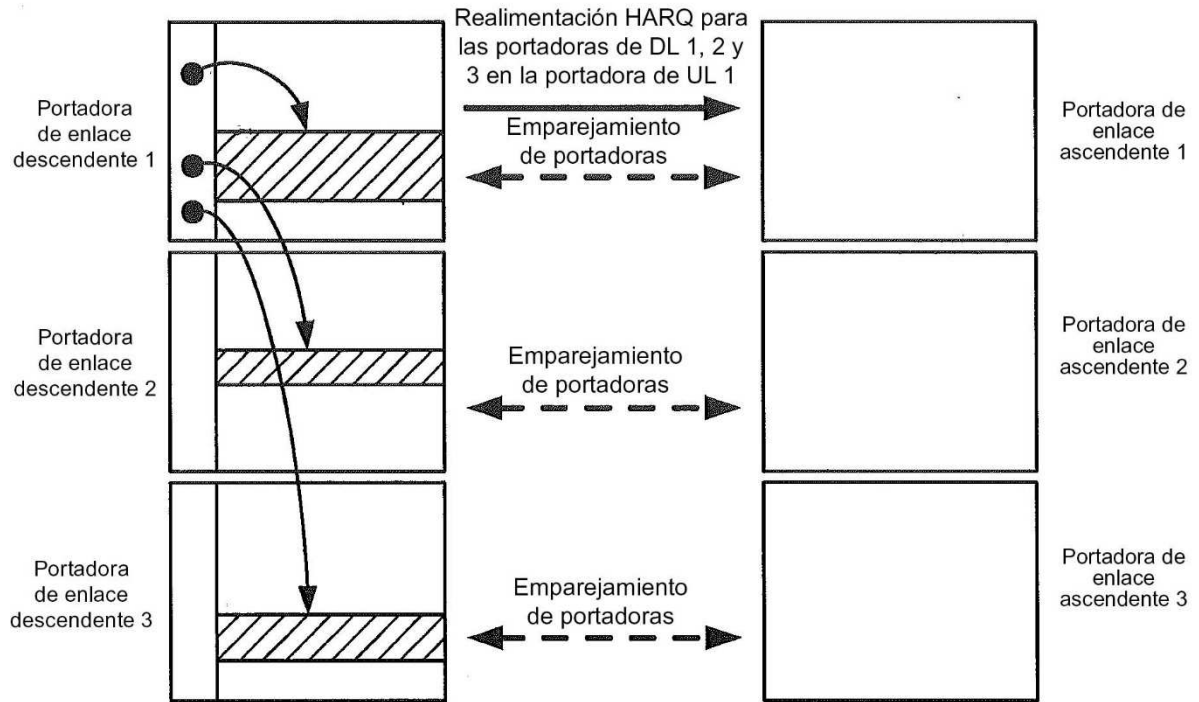 Realimentación HARQ para
las portadoras de DL 1, 2 y
3 en la portadora de UL 1
Portadora
de enlace
descendente 1
Emparejamiento
de portadoras
Portadora de
enlace
ascendente 1
Portadora
de enlace
descendente 2
Emparejamiento
de portadoras
Portadora de
enlace
ascendente 2
Portadora
de enlace
descendente 3
Emparejamiento
de portadoras
Portadora de
enlace
ascendente 3